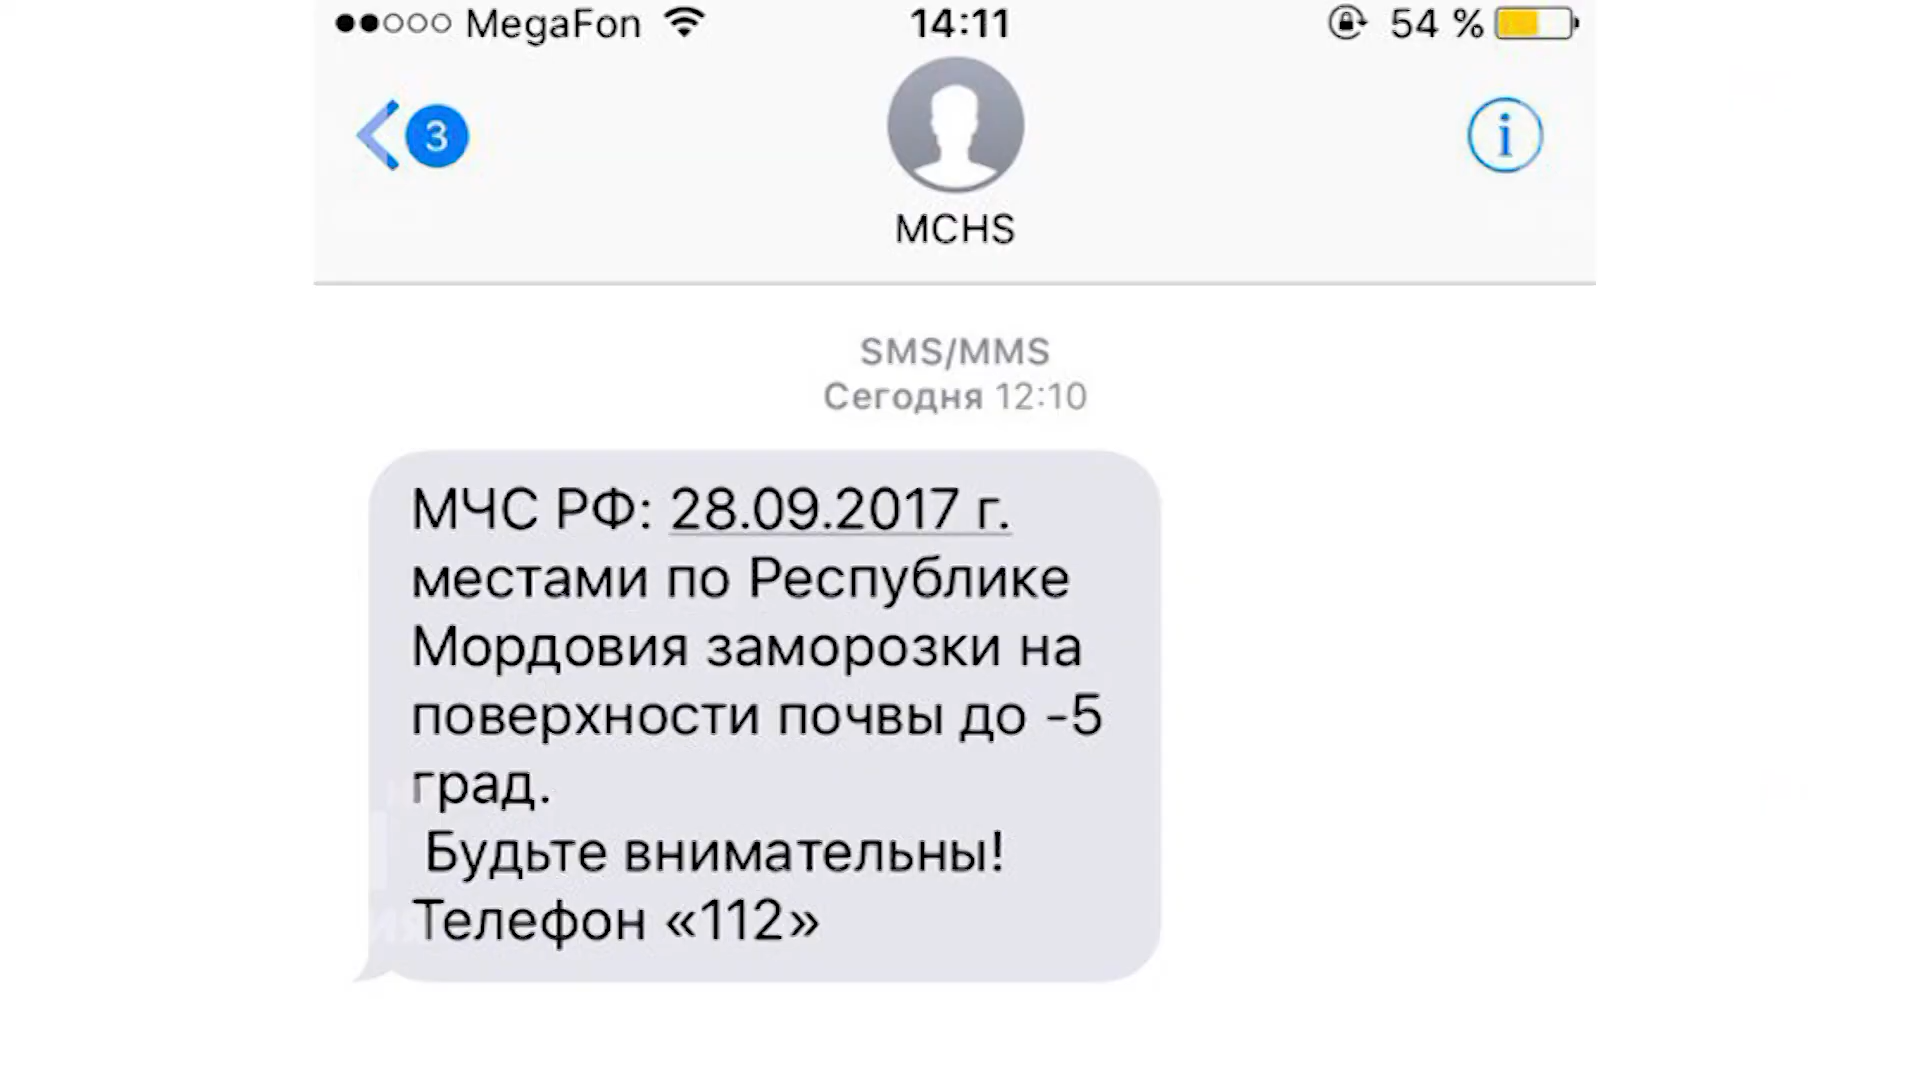 MegaFon 14:11 54 %
3
MCHS
SMS/MMS
Сегодня 12:10
МЧС РФ: 28.09.2017 г.
местами по Республике
Мордовия заморозки на
поверхности почвы до -5
град.
Будьте внимательны!
Телефон «112»